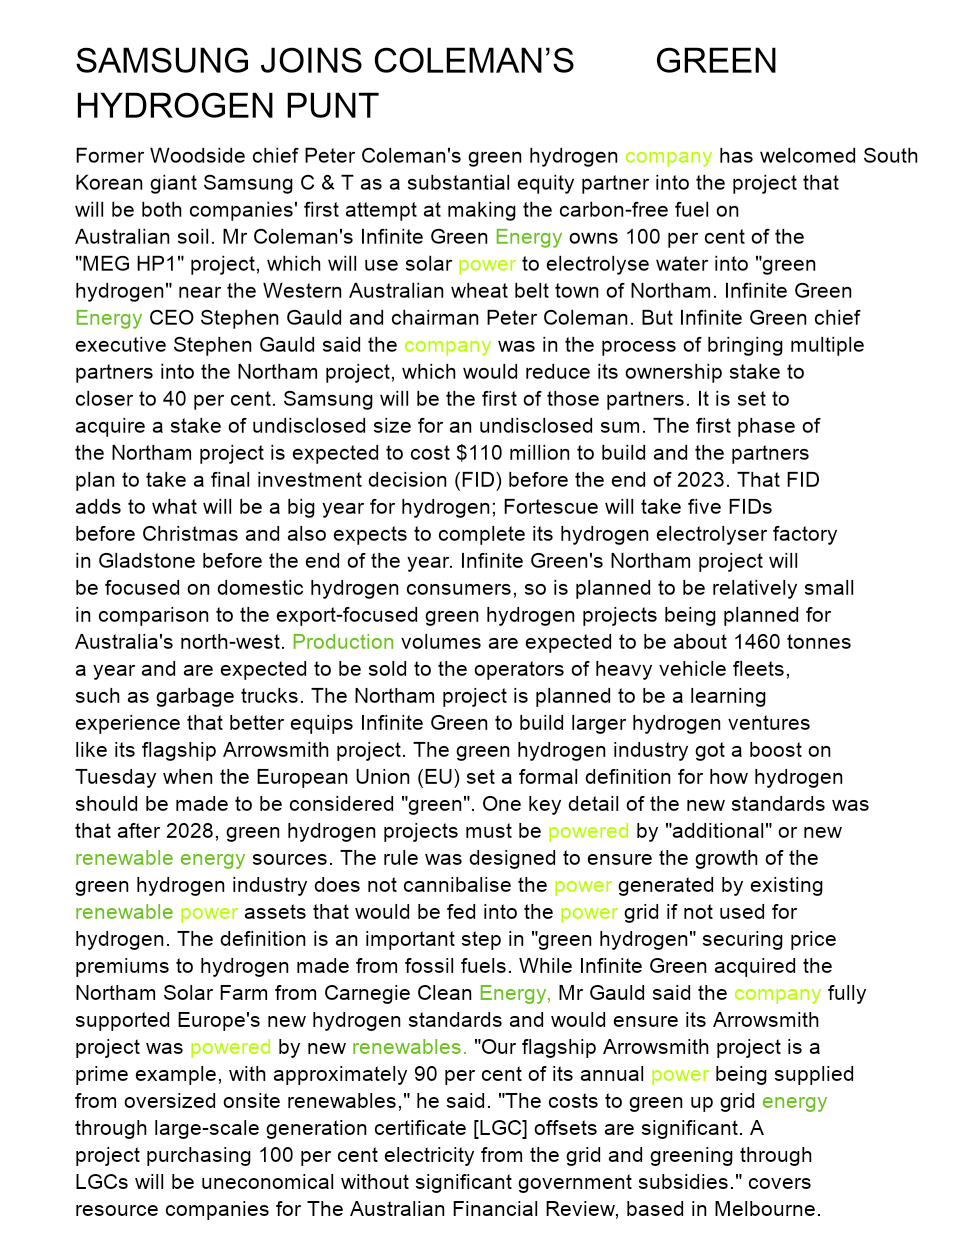 SAMSUNG JOINS COLEMAN’S GREEN
HYDROGEN PUNT
Former Woodside chief Peter Coleman's green hydrogen company has welcomed South
Korean giant Samsung C & T as a substantial equity partner into the project that
will be both companies' first attempt at making the carbon-free fuel on
Australian soil. Mr Coleman's Infinite Green Energy owns 100 per cent of the
"MEG HP1" project, which will use solar power to electrolyse water into "green
hydrogen" near the Western Australian wheat belt town of Northam. Infinite Green
Energy CEO Stephen Gauld and chairman Peter Coleman. But Infinite Green chief
executive Stephen Gauld said the company was in the process of bringing multiple
partners into the Northam project, which would reduce its ownership stake to
closer to 40 per cent. Samsung will be the first of those partners. It is set to
acquire a stake of undisclosed size for an undisclosed sum. The first phase of
the Northam project is expected to cost $110 million to build and the partners
plan to take a final investment decision (FID) before the end of 2023. That FID
adds to what will be a big year for hydrogen; Fortescue will take five FIDs
before Christmas and also expects to complete its hydrogen electrolyser factory
in Gladstone before the end of the year. Infinite Green's Northam project will
be focused on domestic hydrogen consumers, so is planned to be relatively small
in comparison to the export-focused green hydrogen projects being planned for
Australia's north-west. Production volumes are expected to be about 1460 tonnes
a year and are expected to be sold to the operators of heavy vehicle fleets,
such as garbage trucks. The Northam project is planned to be a learning
experience that better equips Infinite Green to build larger hydrogen ventures
like its flagship Arrowsmith project. The green hydrogen industry got a boost on
Tuesday when the European Union (EU) set a formal definition for how hydrogen
should be made to be considered "green". One key detail of the new standards was
that after 2028, green hydrogen projects must be powered by "additional" or new
renewable energy sources. The rule was designed to ensure the growth of the
green hydrogen industry does not cannibalise the power generated by existing
renewable power assets that would be fed into the power grid if not used for
hydrogen. The definition is an important step in "green hydrogen" securing price
premiums to hydrogen made from fossil fuels. While Infinite Green acquired the
Northam Solar Farm from Carnegie Clean Energy, Mr Gauld said the company fully
supported Europe's new hydrogen standards and would ensure its Arrowsmith
project was powered by new renewables. "Our flagship Arrowsmith project is a
prime example, with approximately 90 per cent of its annual power being supplied
from oversized onsite renewables," he said. "The costs to green up grid energy
through large-scale generation certificate [LGC] offsets are significant. A
project purchasing 100 per cent electricity from the grid and greening through
LGCs will be uneconomical without significant government subsidies." covers
resource companies for The Australian Financial Review, based in Melbourne.